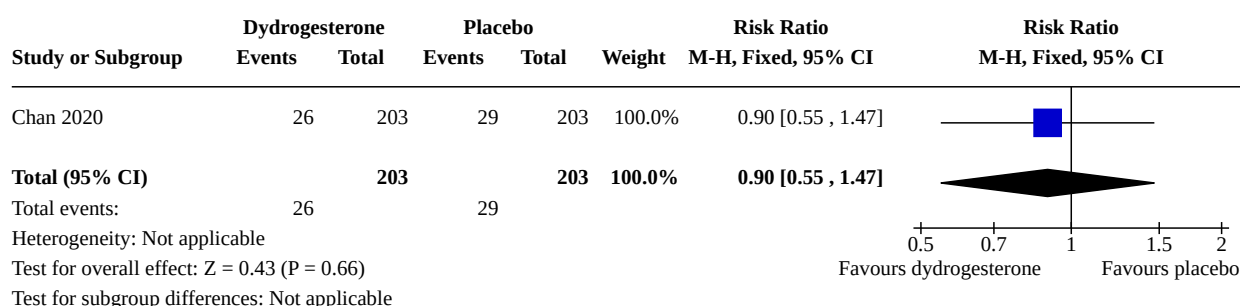 Dydrogesterone Placebo Risk Ratio Risk Ratio
Study or Subgroup Events Total Events Total Weight M-H, Fixed, 95% CI M-H, Fixed, 95% CI
Chan 2020 26 203 29 203 100.0% 0.90 [0.55 , 1.47]
Total (95% CI) 203 203 100.0% 0.90 [0.55 , 1.47]
Total events: 26 29
Heterogeneity: Not applicable
0.5 0.7 1 1.5 2
Test for overall effect: Z = 0.43 (P = 0.66) Favours dydrogesterone Favours placebo
Test for subgroup differences: Not applicable